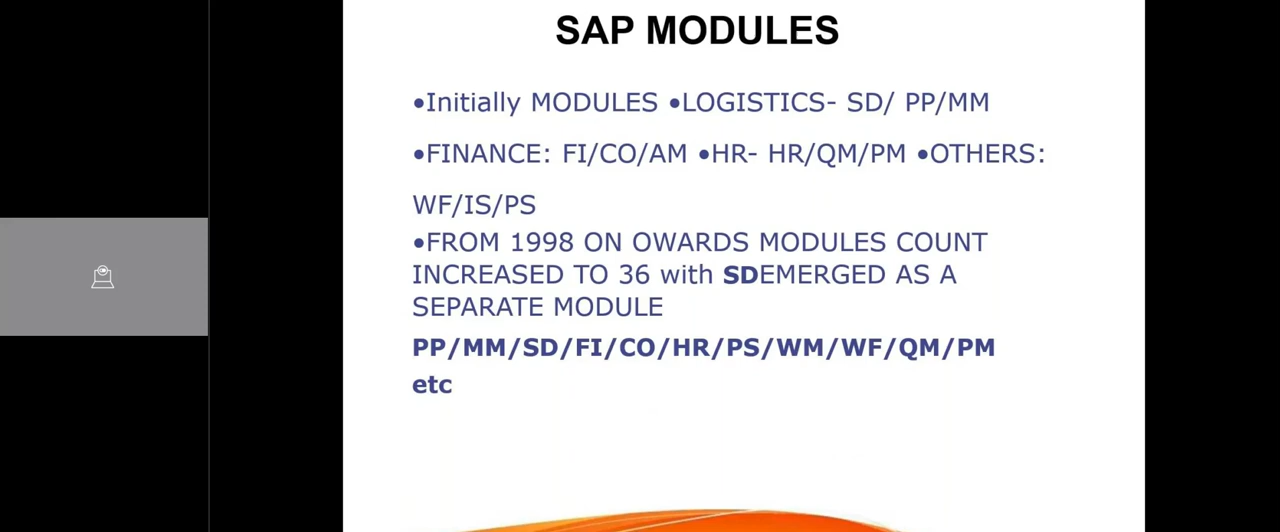 SAP MODULES
•Initially MODULES •LOGISTICS- SD/ PP/MM
•FINANCE: FI/CO/AM •HR- HR/QM/PM •OTHERS:
WF/IS/PS
•FROM 1998 ON OWARDS MODULES COUNT
INCREASED TO 36 with SDEMERGED AS A
SEPARATE MODULE
PP/MM/SD/FI/CO/HR/PS/WM/WF/QM/PM
etc